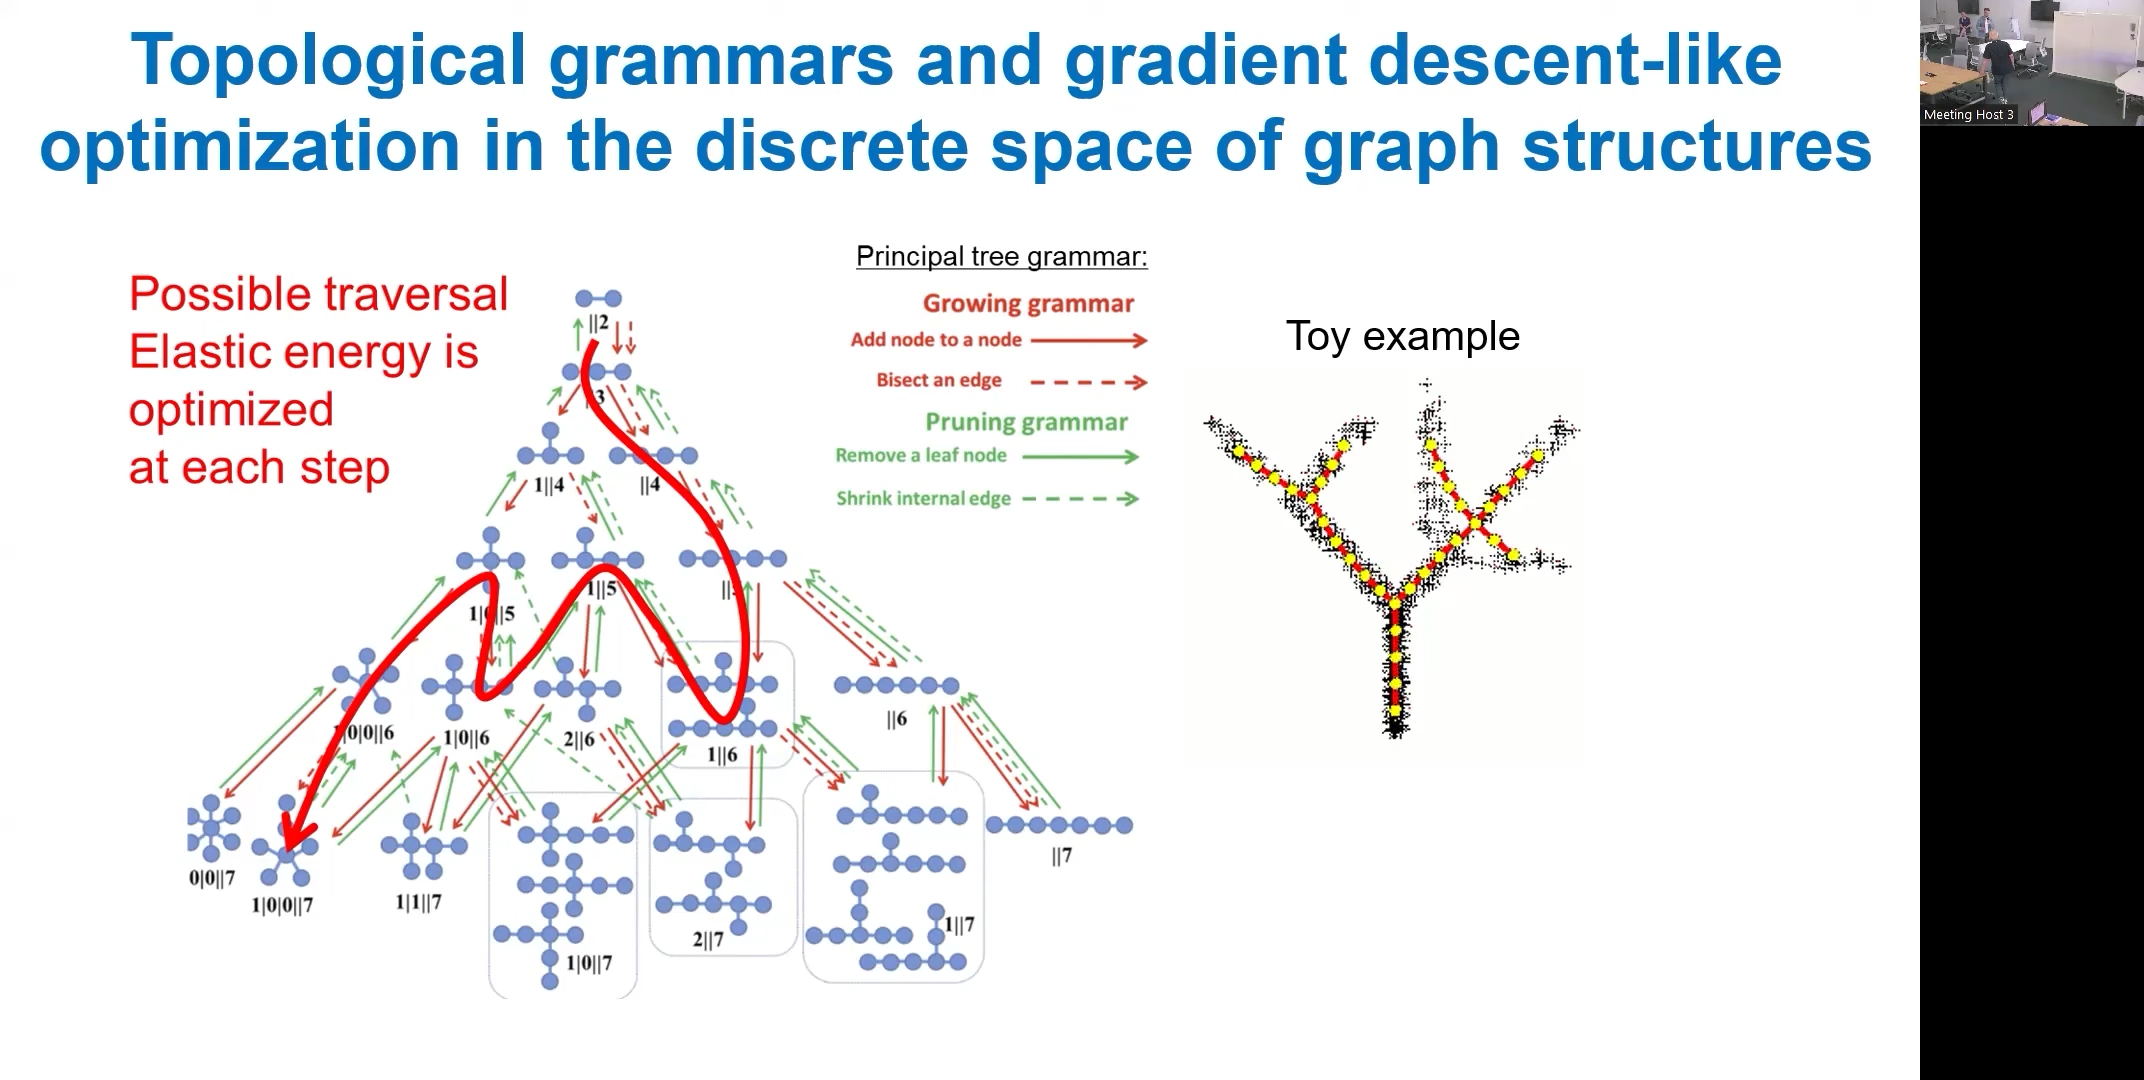 Topological grammars and gradient descent-like
optimization in the discrete space of graph structures
Meeting Host 3
Possible traversal
Elastic energy is
optimized
at each step
Principal tree grammar:
Growing grammar
Add node to a node
Bisect an edge
Pruning grammar
Remove a leaf node
Shrink internal edge
Toy example
||2
1||4
||4
1||5
2||6
1|0||6
1||6
||6
0|0||7
1|0|0||7
1|1||7
1|0||7
2||7
1||7
||7